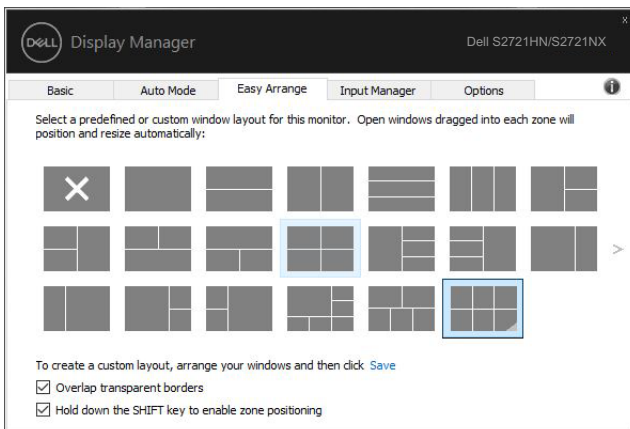 DELL Display Manager Dell S2721HN/S2721NX x
Basic Auto Mode Easy Arrange Input Manager Options i
Select a predefined or custom window layout for this monitor. Open windows dragged into each zone will
position and resize automatically:
>
To create a custom layout, arrange your windows and then click Save
Overlap transparent borders
Hold down the SHIFT key to enable zone positioning